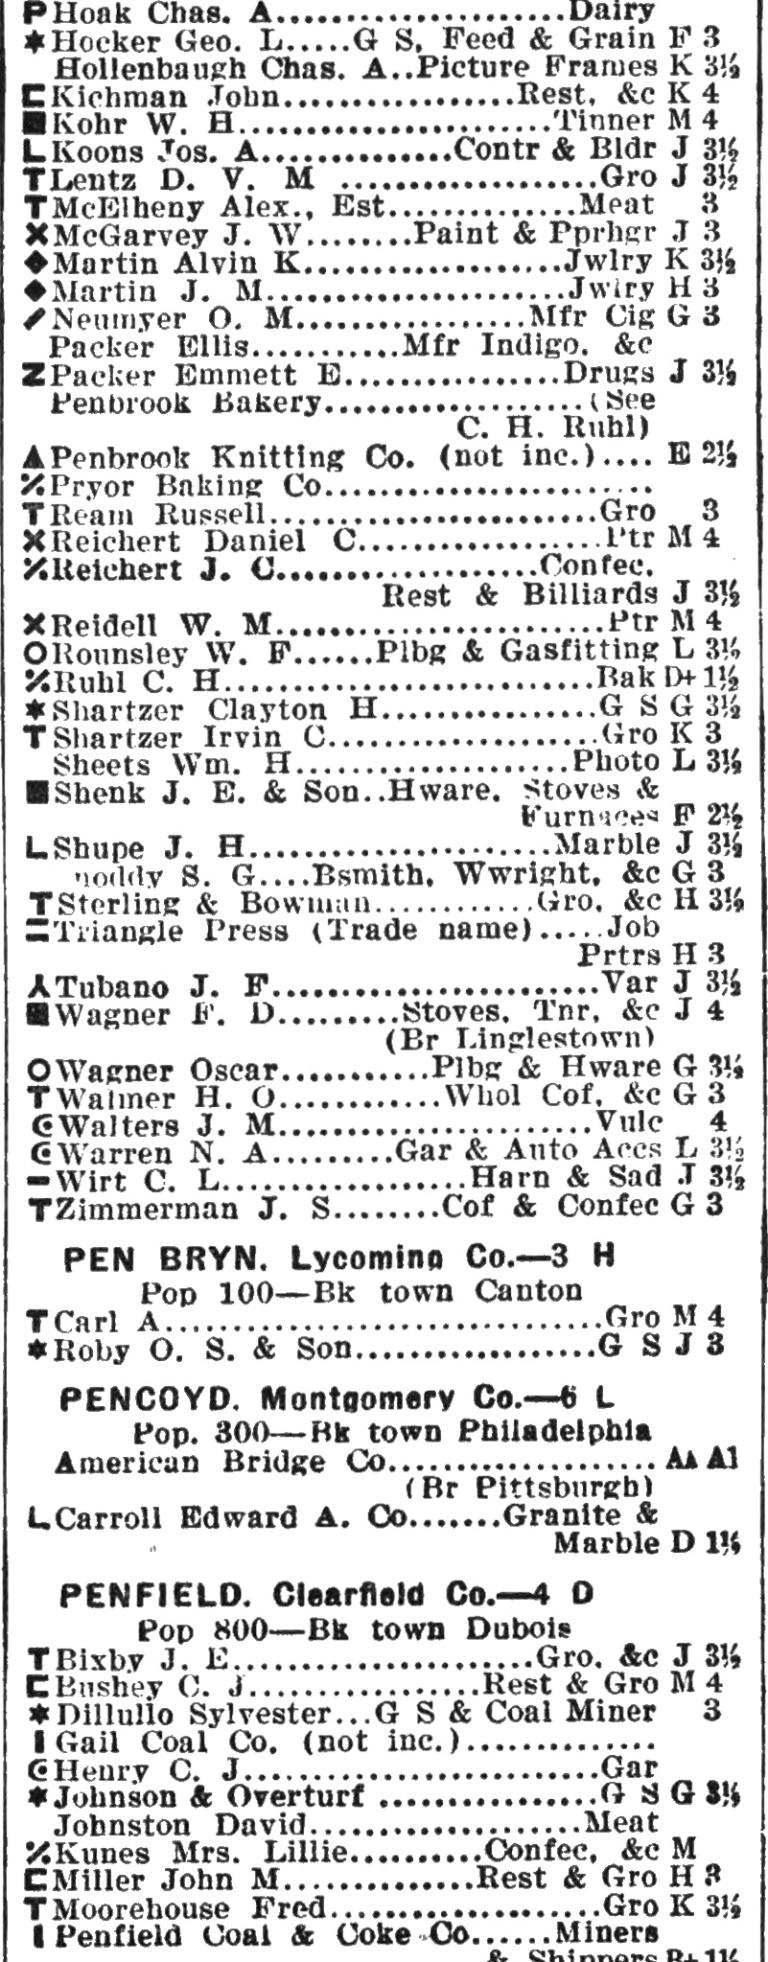 P Hoak Chas. A....................Dairy
✶ Hocker Geo. L.....G S, Feed & Grain F 3
Hollenbaugh Chas. A..Picture Frames K 3½
⊏ Kichman John................Rest, &c K 4
■ Kohr W. H......................Tinner M 4
L Koons Jos. A.............Contr & Bldr J 3½
T Lentz D. V. M ..................Gro J 3½
T McElheny Alex., Est..............Meat 3
✕ McGarvey J. W........Paint & Pprhgr J 3
◆ Martin Alvin K..................Jwlry K 3½
◆ Martin J. M.....................Jwlry H 3
Neumyer O. M................Mfr Cig G 3
Packer Ellis...........Mfr Indigo, &c
Z Packer Emmett E...............Drugs J 3½
Penbrook Bakery..................(See
C. H. Ruhl)
▲ Penbrook Knitting Co. (not inc.).... E 2½
٪ Pryor Baking Co.......................
T Ream Russell.......................Gro 3
✕ Reichert Daniel C.................Ptr M 4
٪ Reichert J. C..................Confec,
Rest & Billiards J 3½
✕ Reidell W. M.......................Ptr M 4
O Rounsley W. F......Plbg & Gasfitting L 3½
٪ Ruhl C. H..........................Bak D+ 1½
✶ Shartzer Clayton H...............G S G 3½
T Shartzer Irvin C...................Gro K 3
Sheets Wm. H....................Photo L 3½
■ Shenk J. E. & Son..Hware, Stoves &
Furnaces F 2½
L Shupe J. H.....................Marble J 3½
S. G....Bsmith, Wwright, &c G 3
T Sterling & Bowman............Gro, &c H 3½
= Triangle Press (Trade name).....Job
Prtrs H 3
⅄ Tubano J. F.......................Var J 3½
■ Wagner F. D.........Stoves, Tnr, &c J 4
(Br Linglestown)
O Wagner Oscar...........Plbg & Hware G 3½
T Walmer H. O............Whol Cof, &c G 3
Walters J. M......................Vulc 4
Warren N. A.........Gar & Auto Accs L 3½
- Wirt C. L..................Harn & Sad J 3½
T Zimmerman J. S........Cof & Confec G 3
PEN BRYN. Lycoming Co.—3 H
Pop 100—Bk town Canton
T Carl A..............................Gro M 4
✶ Roby O. S. & Son.................G S J 3
PENCOYD. Montgomery Co.—6 L
Pop. 300—Bk town Philadelphia
American Bridge Co................... AA A1
(Br Pittsburgh)
L Carroll Edward A. Co.......Granite &
Marble D 1½
PENFIELD. Clearfield Co.—4 D
Pop 800—Bk town Dubois
T Bixby J. E.....................Gro, &c J 3½
⊏ Bushey C. J.................Rest & Gro M 4
✶ Dillullo Sylvester...G S & Coal Miner 3
I Gail Coal Co. (not inc.)..............
Henry C. J.........................Gar
✶ Johnson & Overturf ...............G S G 3½
Johnston David...................Meat
٪ Kunes Mrs. Lillie..........Confec, &c M
⊏ Miller John M..............Rest & Gro H 3
T Moorehouse Fred...................Gro K 3½
I Penfield Coal & Coke Co......Miners
& Shippers B+ 1½